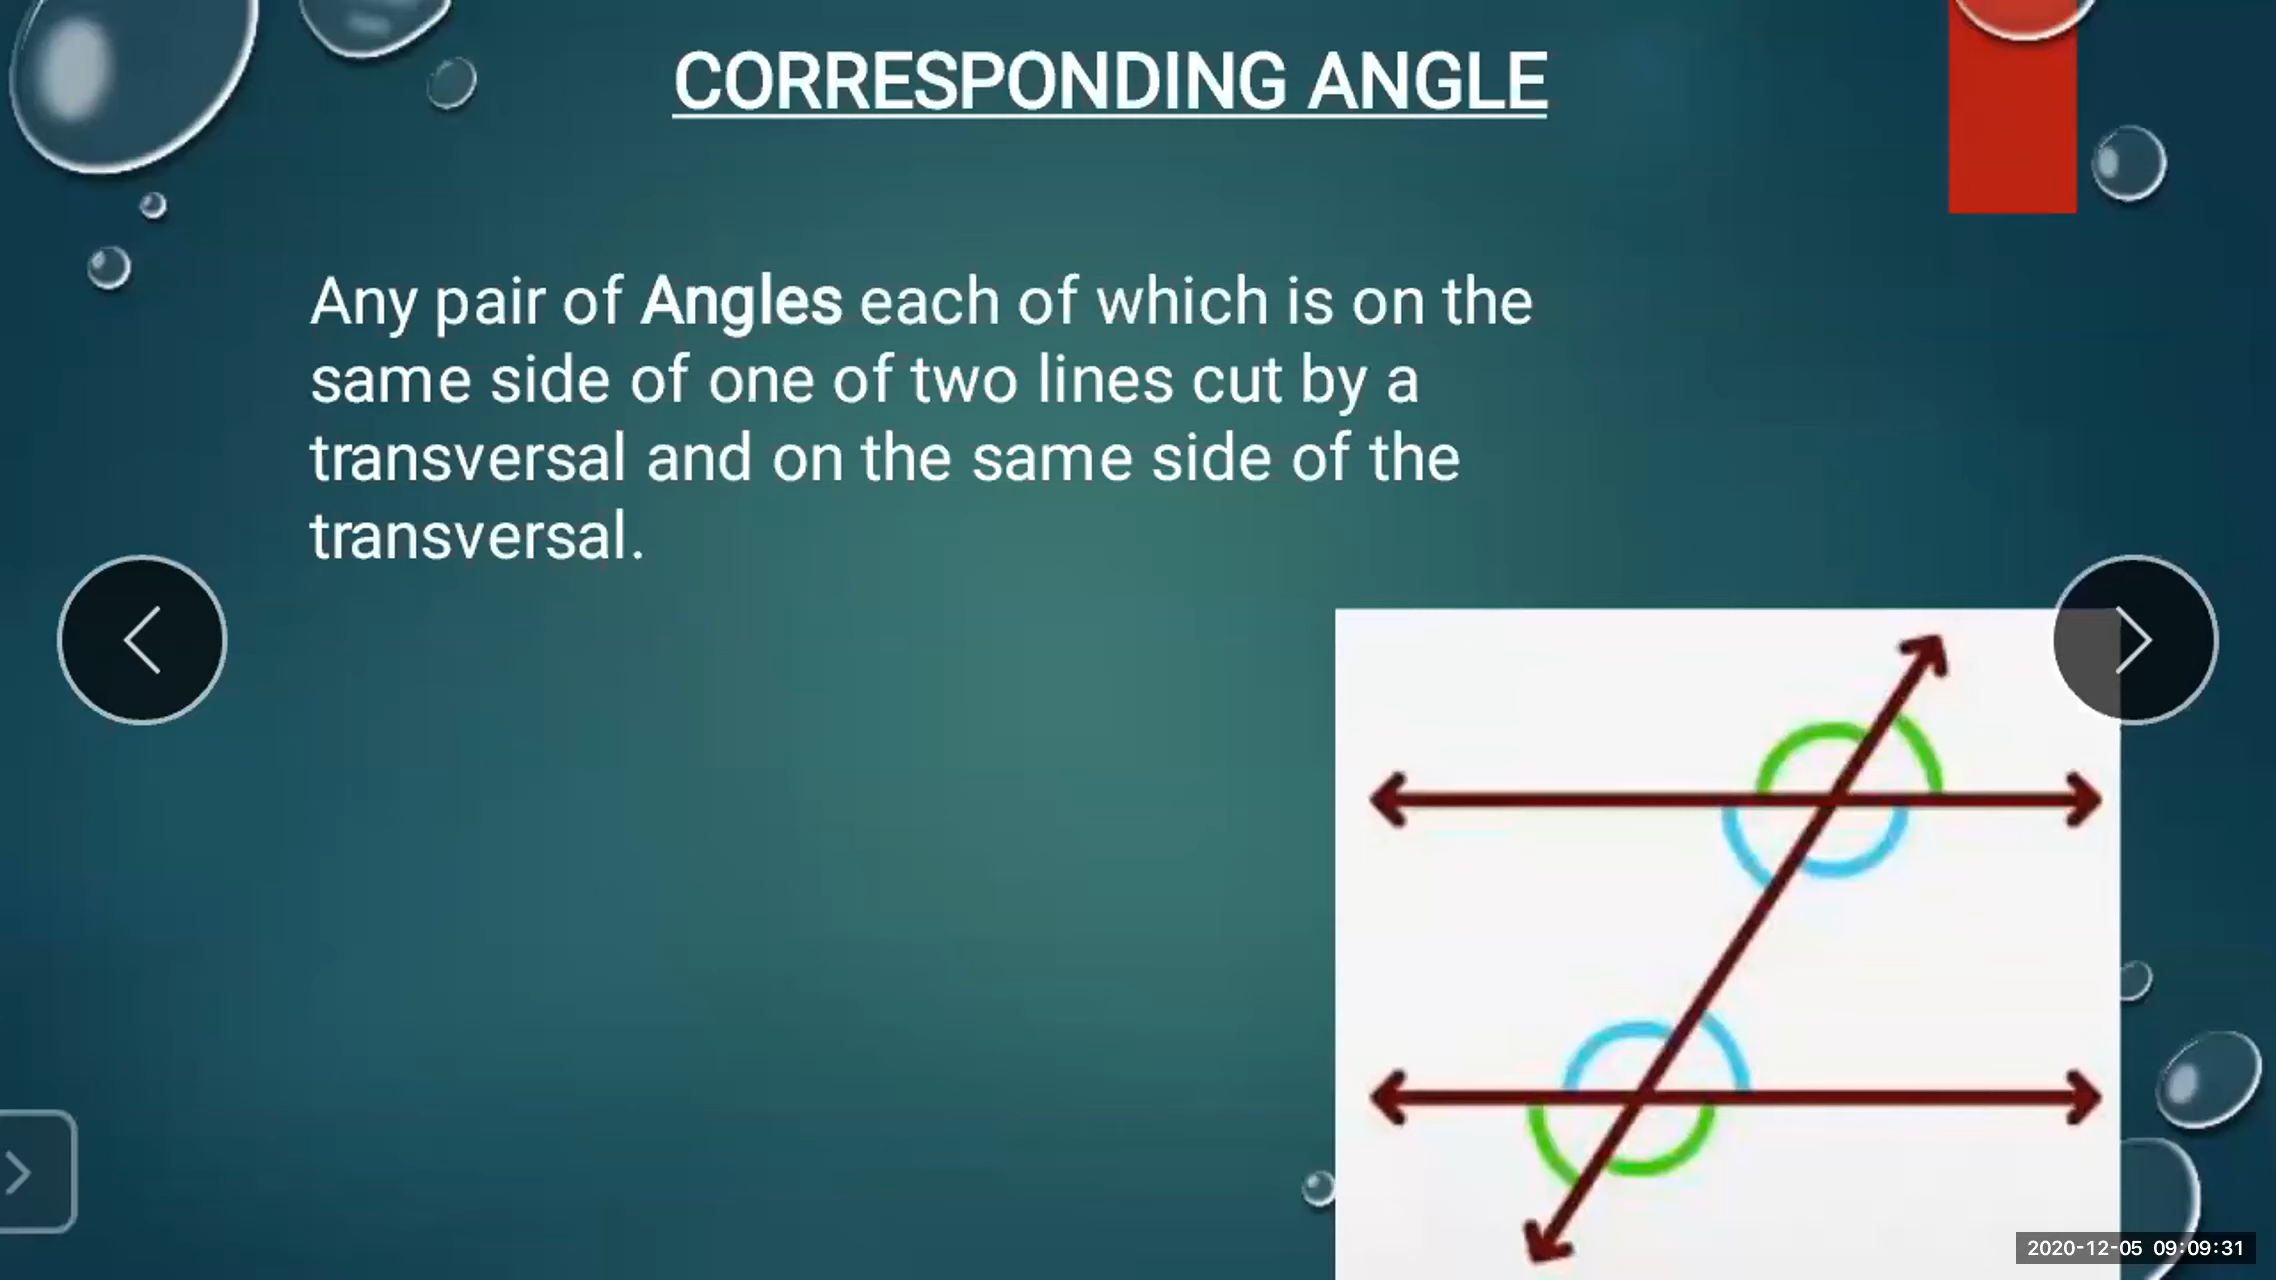 CORRESPONDING ANGLE
Any pair of Angles each of which is on the
same side of one of two lines cut by a
transversal and on the same side of the
transversal.
2020-12-05 09:09:31